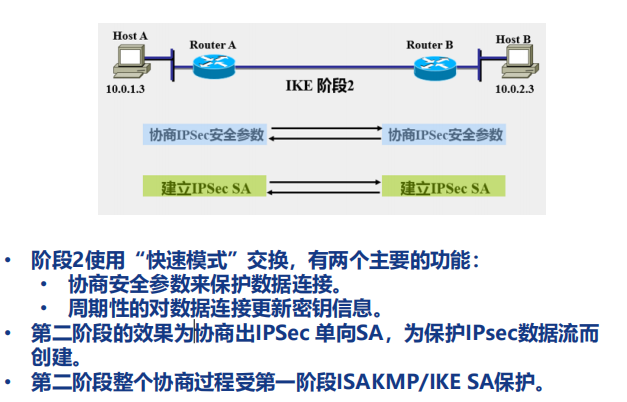 Host A
Host B
Router A
Router B
10.0.1.3
IKE 阶段2
10.0.2.3
协商IPSec安全参数
协商IPSec安全参数
建立IPSec SA
建立IPSec SA
• 阶段2使用“快速模式”交换，有两个主要的功能：
• 协商安全参数来保护数据连接。
• 周期性的对数据连接更新密钥信息。
• 第二阶段的效果为协商出IPSec 单向SA，为保护IPsec数据流而
创建。
• 第二阶段整个协商过程受第一阶段ISAKMP/IKE SA保护。